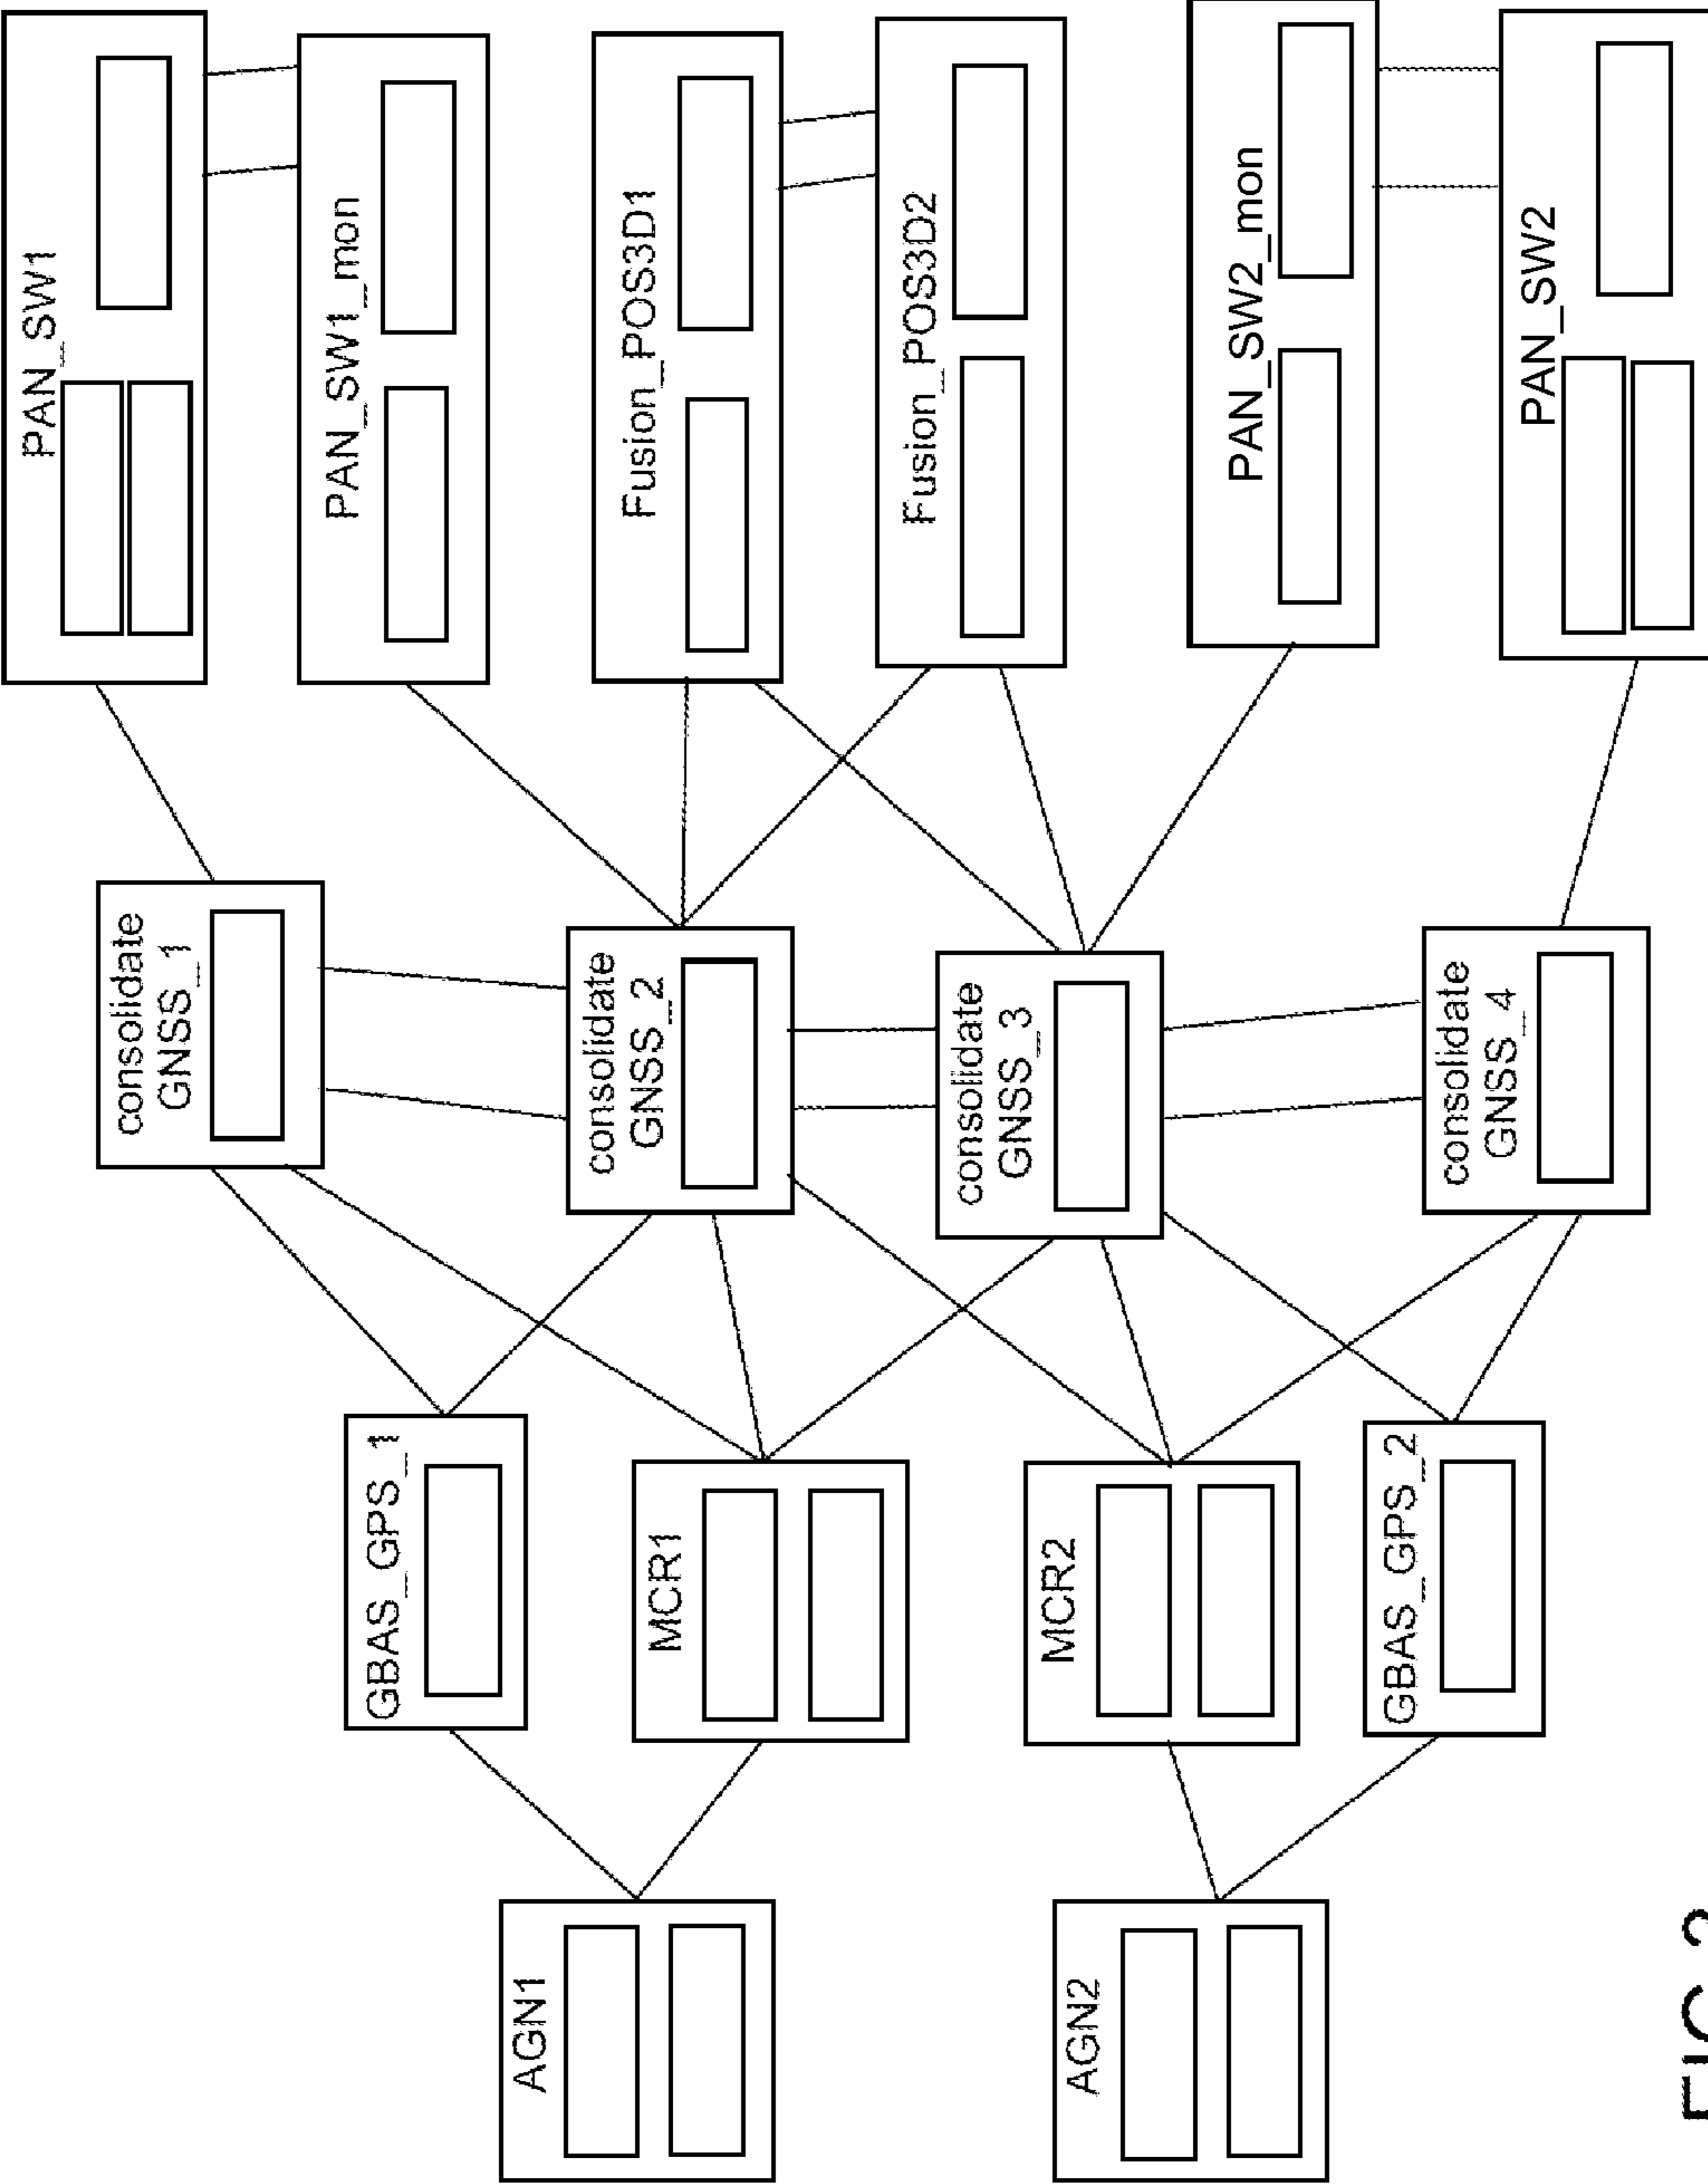 PAN_SW1
consolidate
GNSS_1
PAN_SW1_mon
GBAS_GPS_1
AGN1
MCR1
consolidate
GNSS_2
Fusion_POS3D1
Fusion_POS3D2
consolidate
GNSS_3
MCR2
AGN2
PAN_SW2_mon
GBAS_GPS_2
consolidate
GNSS_4
PAN_SW2
FIG